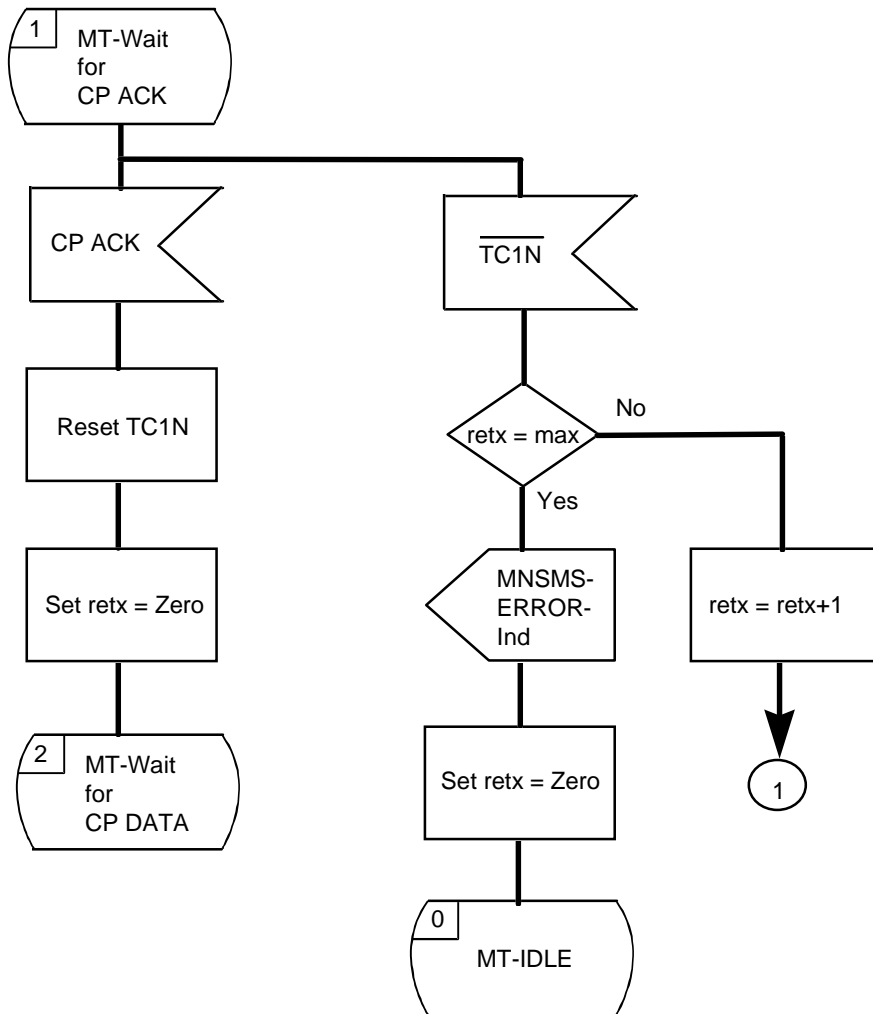 1
MT-Wait
for
CP ACK
CP ACK
TC1N
Reset TC1N
retx = max
No
Yes
Set retx = Zero
MNSMS-
ERROR-
Ind
retx = retx+1
2
MT-Wait
for
CP DATA
Set retx = Zero
1
0
MT-IDLE